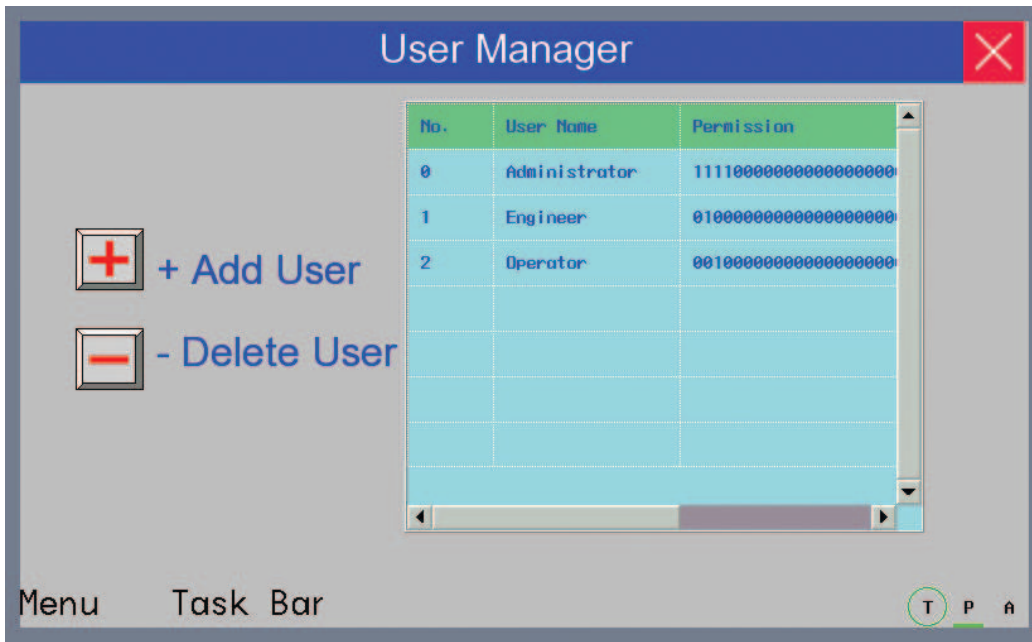 User Manager
No. User Name Permission
0 Administrator 11110000000000000000
1 Engineer 01000000000000000000
2 Operator 00100000000000000000
+ Add User
- Delete User
Menu Task Bar T P A